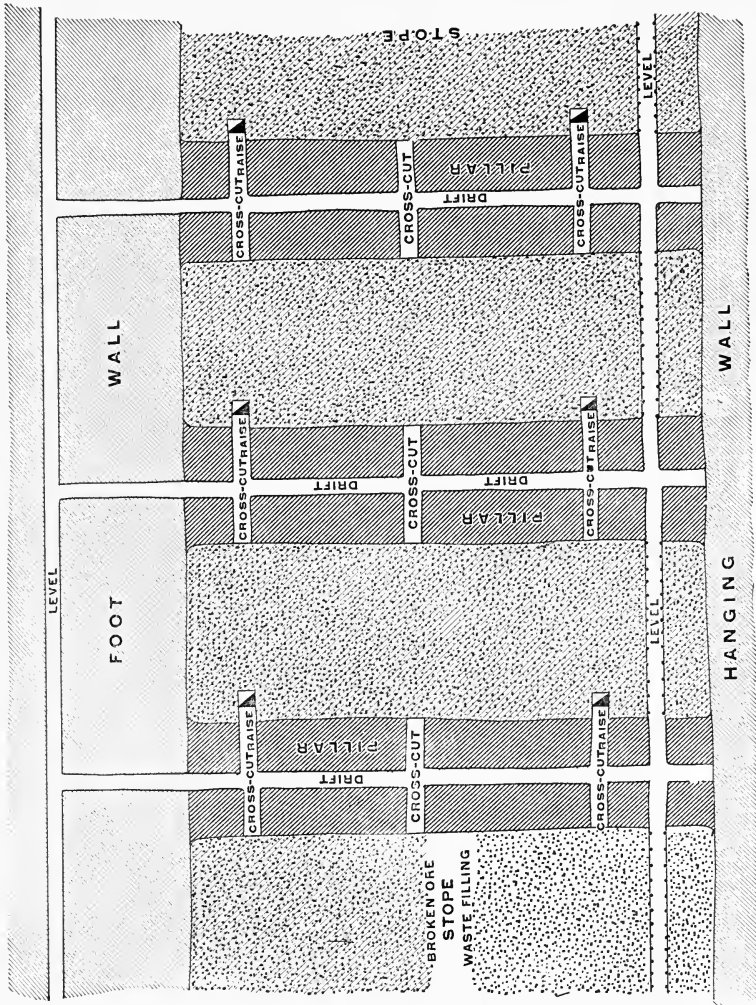 LEVEL
FOOT WALL
CROSS-CUT RAISE
CROSS-CUT RAISE
CROSS-CUT RAISE
DRIFT
PILLAR
DRIFT
STOPE
BROKEN ORE
STOPE
WASTE FILLING
CROSS-CUT
CROSS-CUT
CROSS-CUT
PILLAR
DRIFT
DRIFT
PILLAR
CROSS-CUT RAISE
CROSS-CUT RAISE
CROSS-CUT RAISE
LEVEL
LEVEL
HANGING WALL